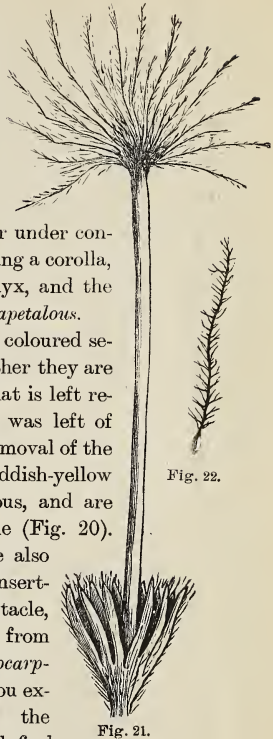 r under con-
ng a corolla,
yx, and the
apetalous.
coloured se-
ther they are
at is left re-
was left of
moval of the
ddish-yellow
ous, and are
e (Fig. 20).
e also
nsert-
tacle,
from
ocarp-
ou ex-
the
Fig. 22.
Fig. 21.